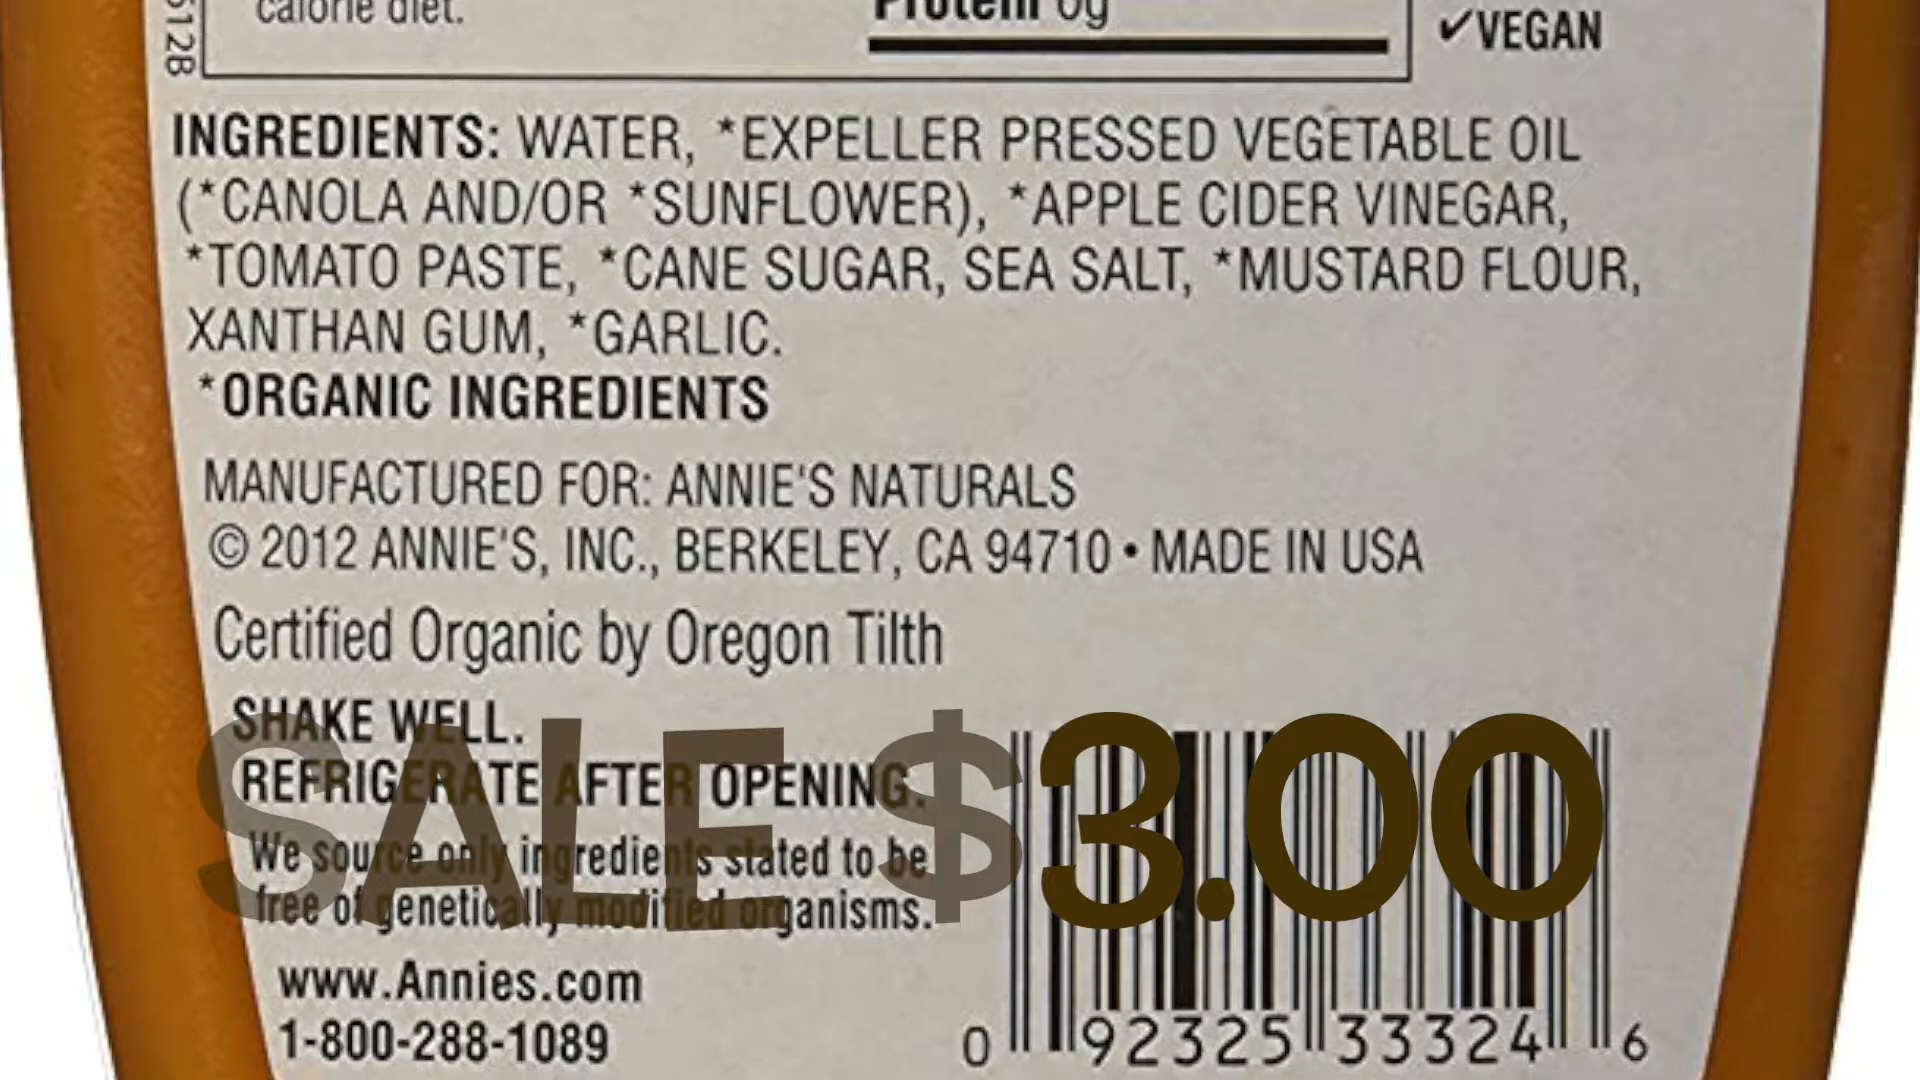 5128
calorie diet.
Protein 0g
✓VEGAN
INGREDIENTS: WATER, *EXPELLER PRESSED VEGETABLE OIL
(*CANOLA AND/OR *SUNFLOWER), *APPLE CIDER VINEGAR,
*TOMATO PASTE, *CANE SUGAR, SEA SALT, *MUSTARD FLOUR,
XANTHAN GUM, *GARLIC.
*ORGANIC INGREDIENTS
MANUFACTURED FOR: ANNIE'S NATURALS
© 2012 ANNIE'S, INC., BERKELEY, CA 94710 • MADE IN USA
Certified Organic by Oregon Tilth
SHAKE WELL.
REFRIGERATE AFTER OPENING.
We source only ingredients stated to be
free of genetically modified organisms.
SALE $3.00
www.Annies.com
1-800-288-1089
0 92325 33324 6